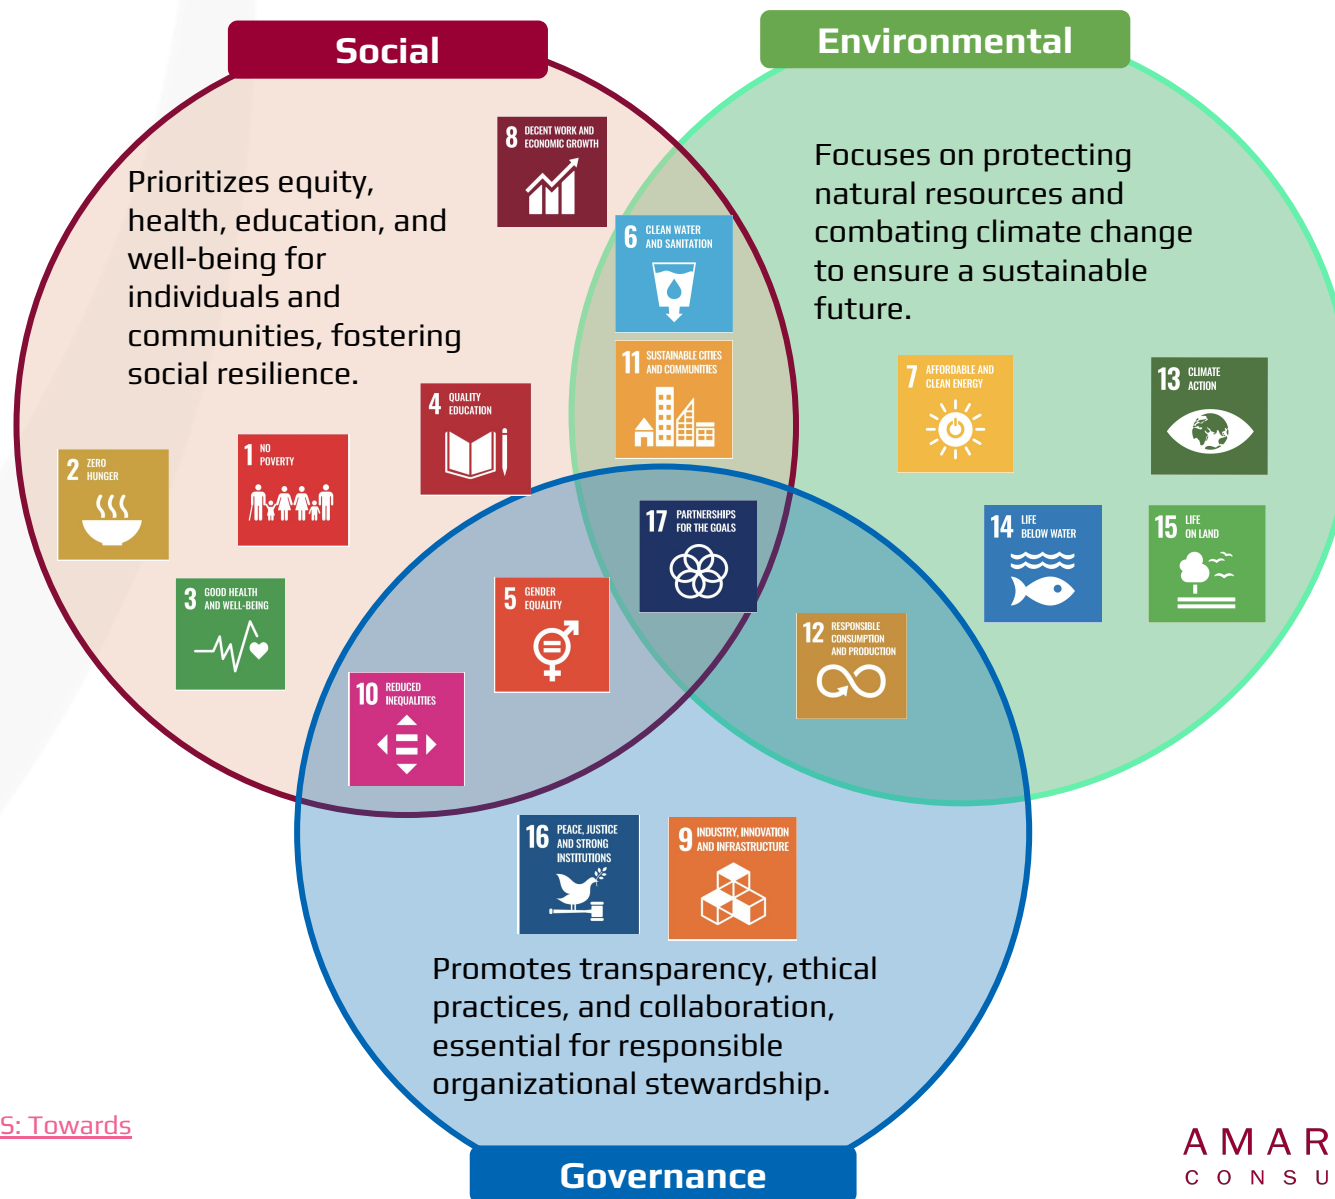 Social
Environmental
8 DECENT WORK AND
ECONOMIC GROWTH
Prioritizes equity,
health, education, and
well-being for
individuals and
communities, fostering
social resilience.
Focuses on protecting
natural resources and
combating climate change
to ensure a sustainable
future.
6 CLEAN WATER
AND SANITATION
11 SUSTAINABLE CITIES
AND COMMUNITIES
7 AFFORDABLE AND
CLEAN ENERGY
13 CLIMATE
ACTION
4 QUALITY
EDUCATION
2 ZERO
HUNGER
1 NO
POVERTY
17 PARTNERSHIPS
FOR THE GOALS
14 LIFE
BELOW WATER
15 LIFE
ON LAND
3 GOOD HEALTH
AND WELL-BEING
5 GENDER
EQUALITY
12 RESPONSIBLE
CONSUMPTION
AND PRODUCTION
10 REDUCED
INEQUALITIES
16 PEACE, JUSTICE
AND STRONG
INSTITUTIONS
9 INDUSTRY, INNOVATION
AND INFRASTRUCTURE
Promotes transparency, ethical
practices, and collaboration,
essential for responsible
organizational stewardship.
S: Towards
AMAR
CONSU
Governance